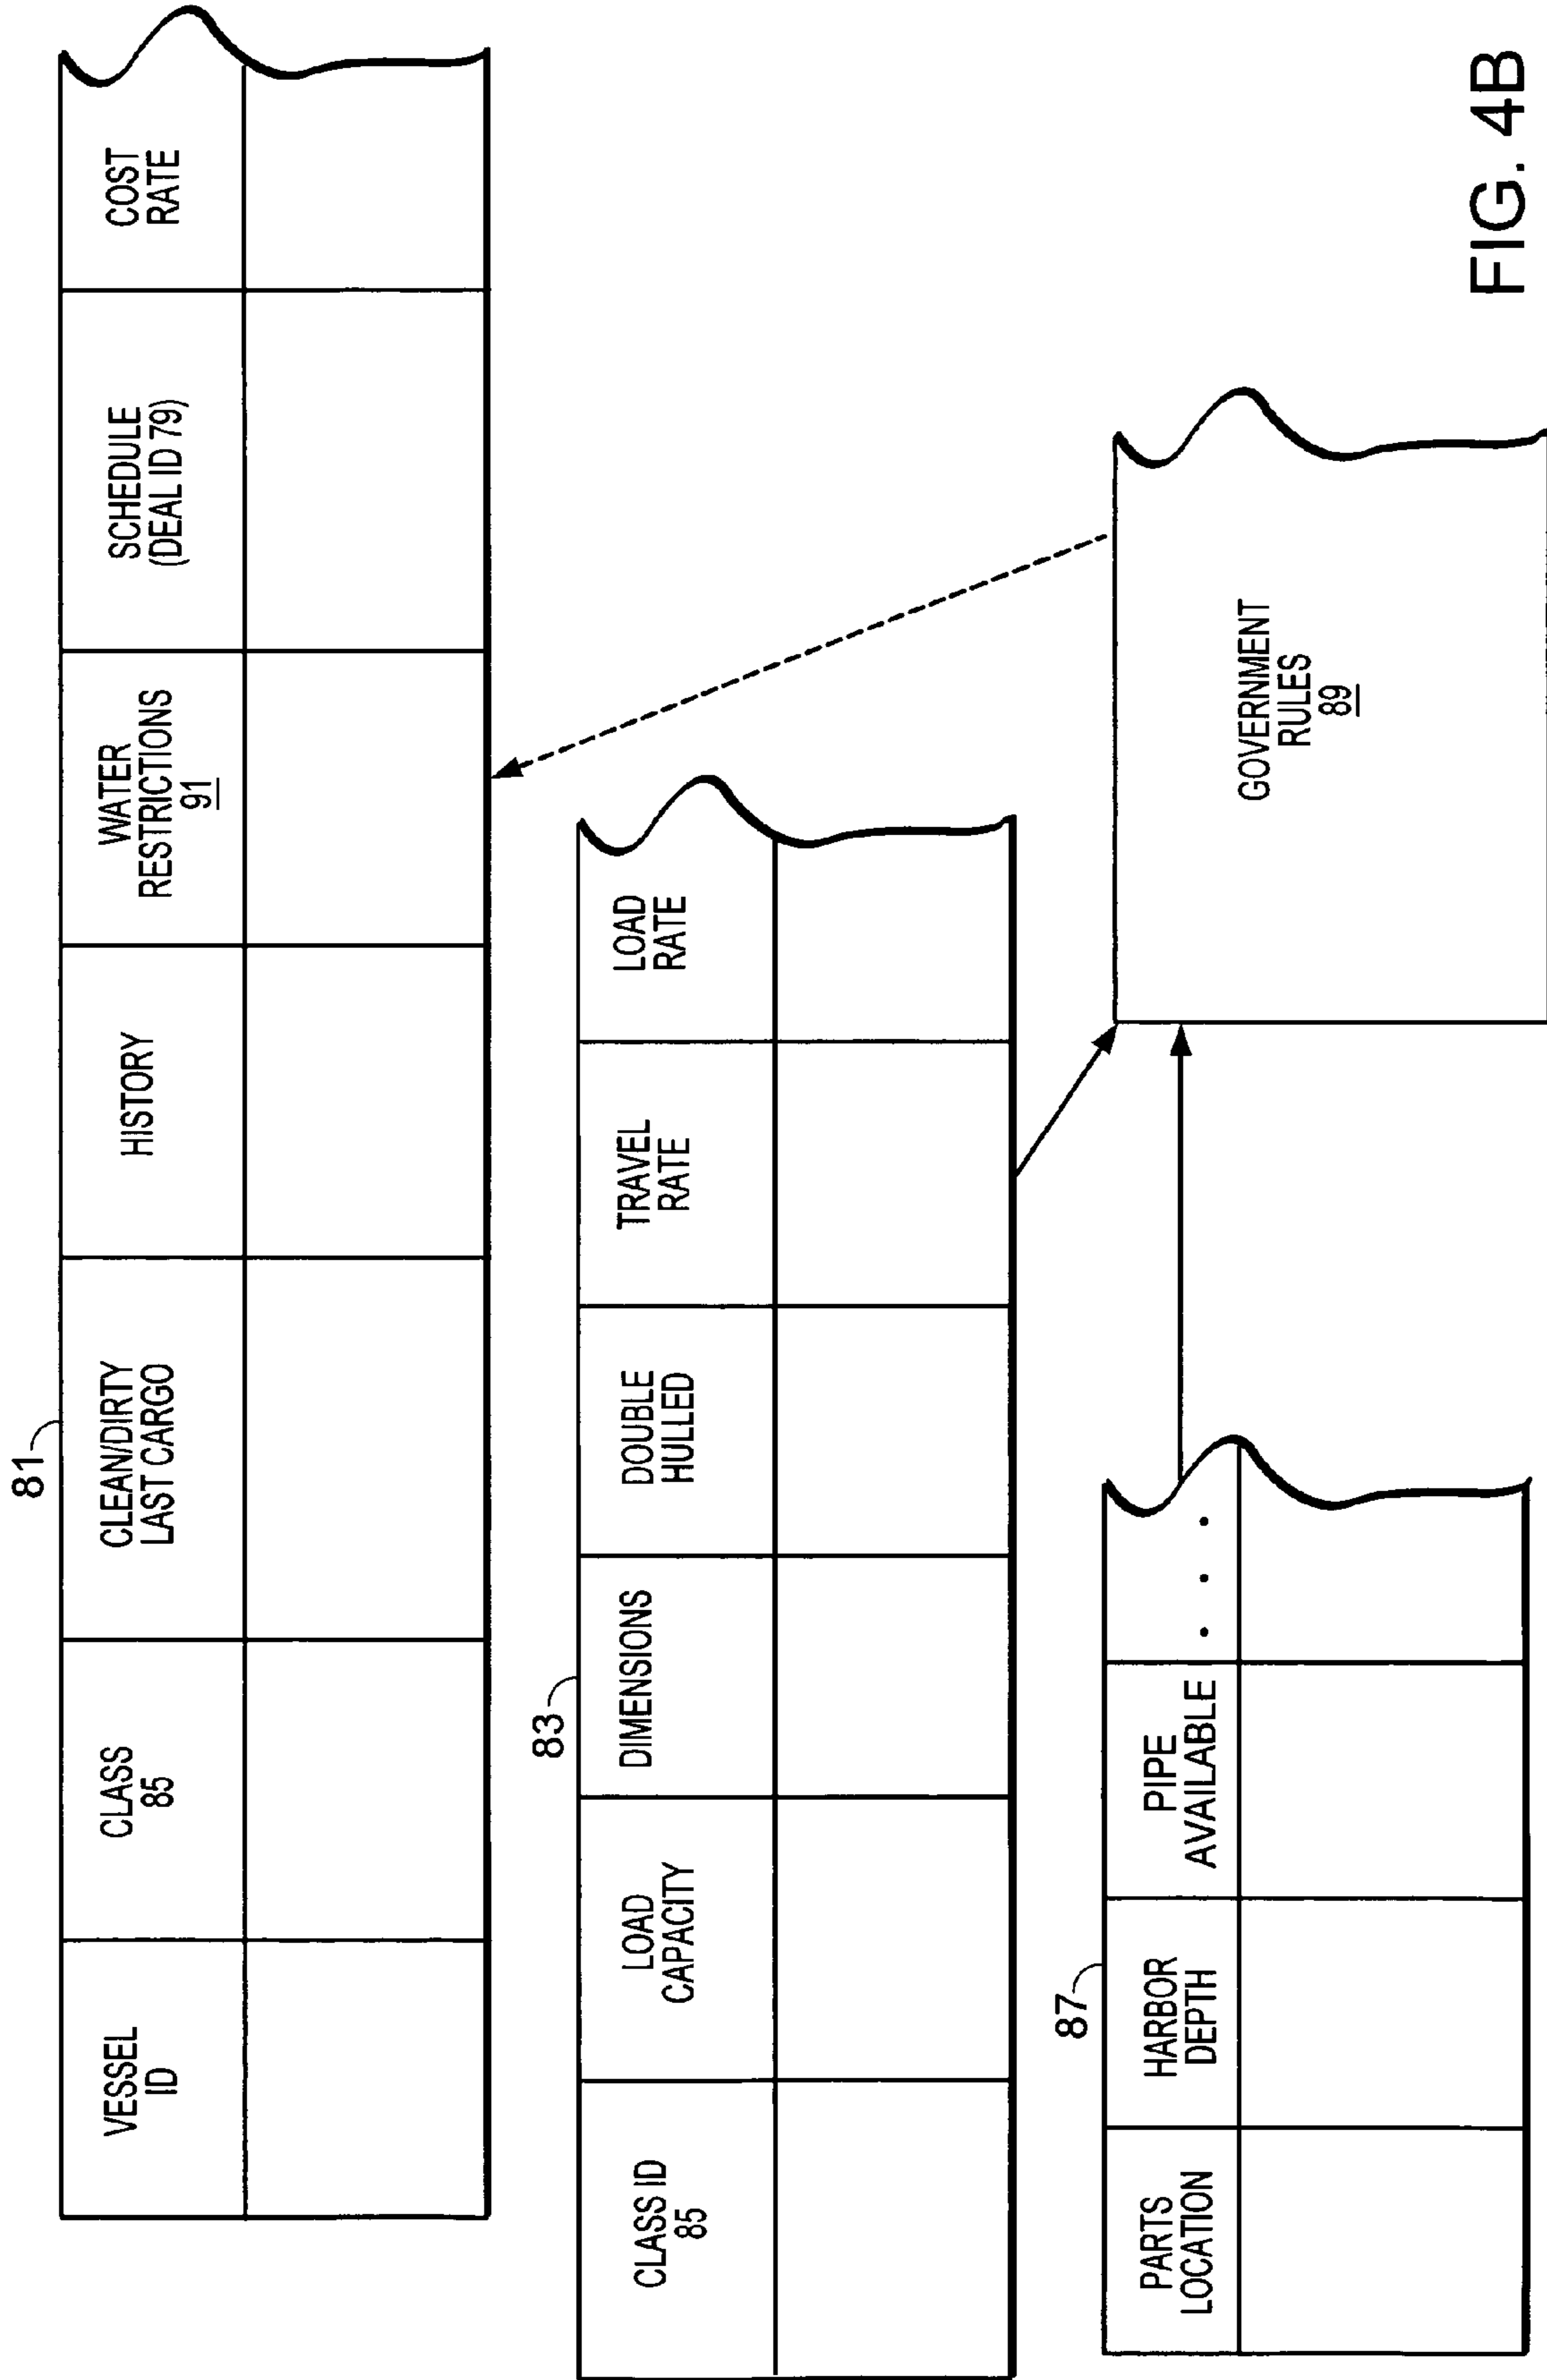 81
VESSEL
ID
CLASS
85
CLEAN/DIRTY
LAST CARGO
HISTORY
WATER
RESTRICTIONS
91
SCHEDULE
(DEAL ID 79)
COST
RATE
83
CLASS ID
85
LOAD
CAPACITY
DIMENSIONS
DOUBLE
HULLED
TRAVEL
RATE
LOAD
RATE
87
PARTS
LOCATION
HARBOR
DEPTH
PIPE
AVAILABLE
. . .
GOVERNMENT
RULES
89
FIG. 4B